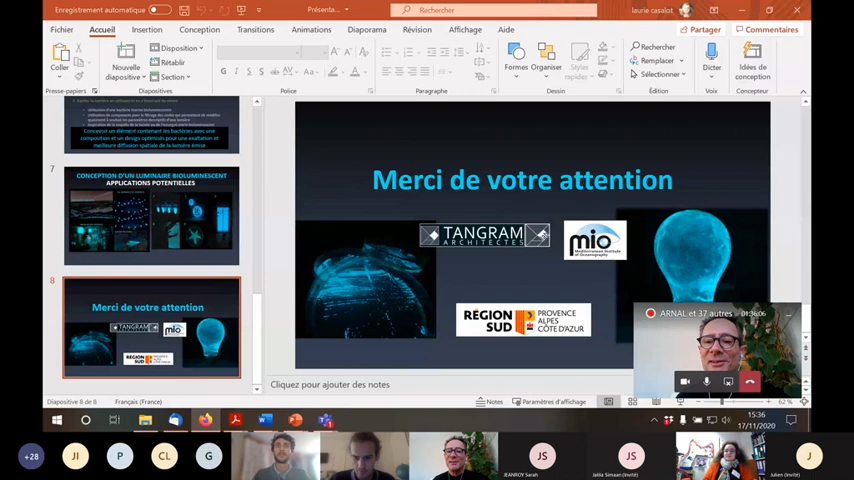 Enregistrement automatique
Présenta...
Rechercher
laurie casalot
Fichier
Accueil
Insertion
Conception
Transitions
Animations
Diaporama
Révision
Affichage
Aide
Partager
Commentaires
Coller
Nouvelle diapositive
Disposition
Rétablir
Section
G I S S
Formes
Organiser
Styles rapides
Rechercher
Remplacer
Sélectionner
Dicter
Idées de conception
Presse-papiers
Diapositives
Police
Paragraphe
Dessin
Édition
Voix
Concepteur
Concevoir un élément contenant les bactéries avec une
composition et un design optimisés pour une exaltation et
meilleure diffusion spatiale de la lumière émise
7
CONCEPTION D'UN LUMINAIRE BIOLUMINESCENT
APPLICATIONS POTENTIELLES
8
Merci de votre attention
TANGRAM
ARCHITECTES
mio
RÉGION
SUD
PROVENCE
ALPES
CÔTE D'AZUR
Merci de votre attention
TANGRAM
ARCHITECTES
mio
Mediterranean Institute
of Oceanography
RÉGION
SUD
PROVENCE
ALPES
CÔTE D'AZUR
ARNAL et 37 autres
01:36:06
Cliquez pour ajouter des notes
Diapositive 8 de 8
Français (France)
Notes
Paramètres d'affichage
62 %
15:36
17/11/2020
+28
JI
P
CL
G
JS
JEANROY Sarah
JS
Jalila Simaan (Invité)
J
Julien (Invité)